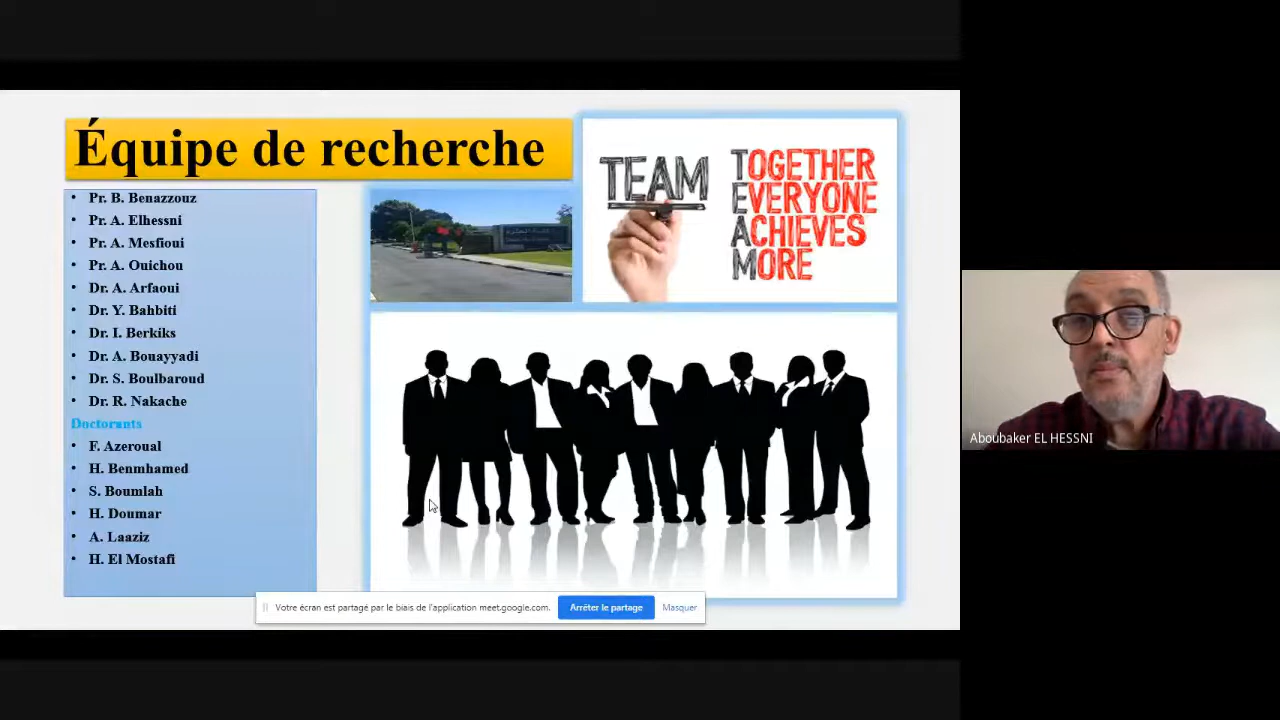 Équipe de recherche
• Pr. B. Benazzouz
• Pr. A. Elhessni
• Pr. A. Mesfioui
• Pr. A. Ouichou
• Dr. A. Arfaoui
• Dr. Y. Bahbiti
• Dr. I. Berkiks
• Dr. A. Bouayyadi
• Dr. S. Boulbaroud
• Dr. R. Nakache
Doctorants
• F. Azeroual
• H. Benmhamed
• S. Boumlah
• H. Doumar
• A. Laaziz
• H. El Mostafi
TEAM
TOGETHER
EVERYONE
ACHIEVES
MORE
Aboubaker EL HESSNI
Votre écran est partagé par le biais de l'application meet.google.com.
Arrêter le partage
Masquer